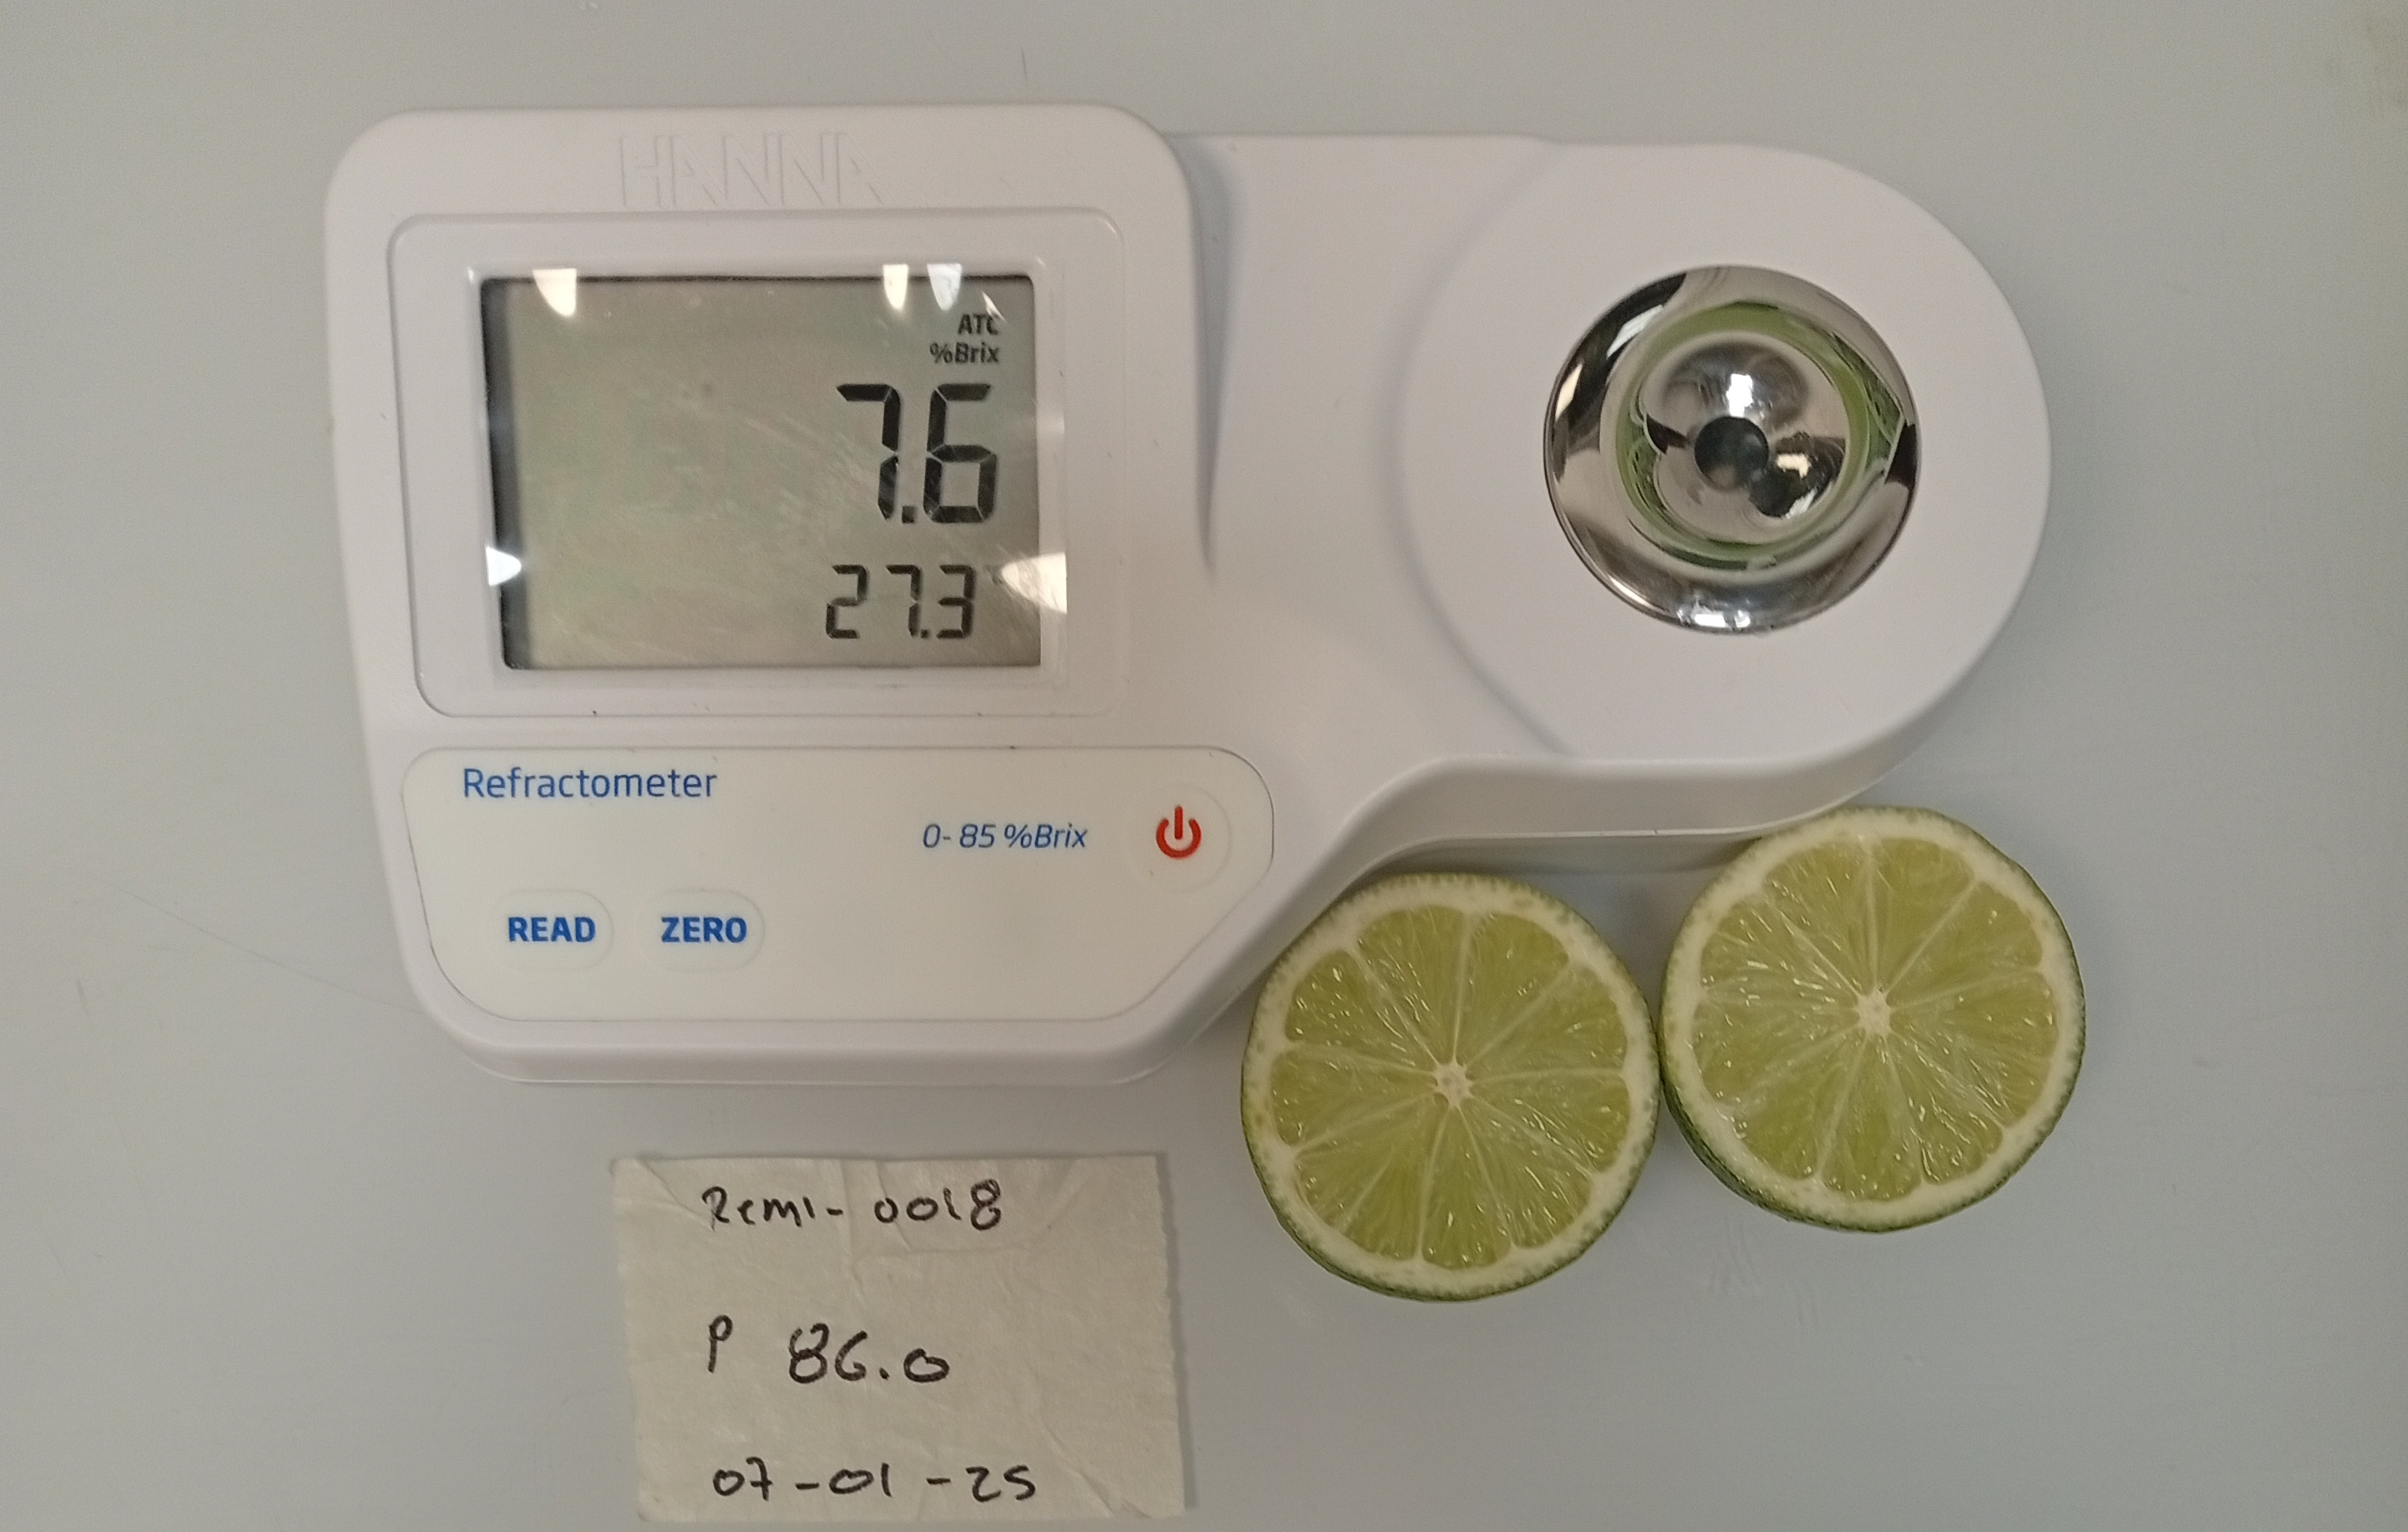 HANNA
ATC
%Brix
7.6
27.3
Refractometer
0-85 %Brix
READ ZERO
Remi-0018
P 86.0
07-01-25